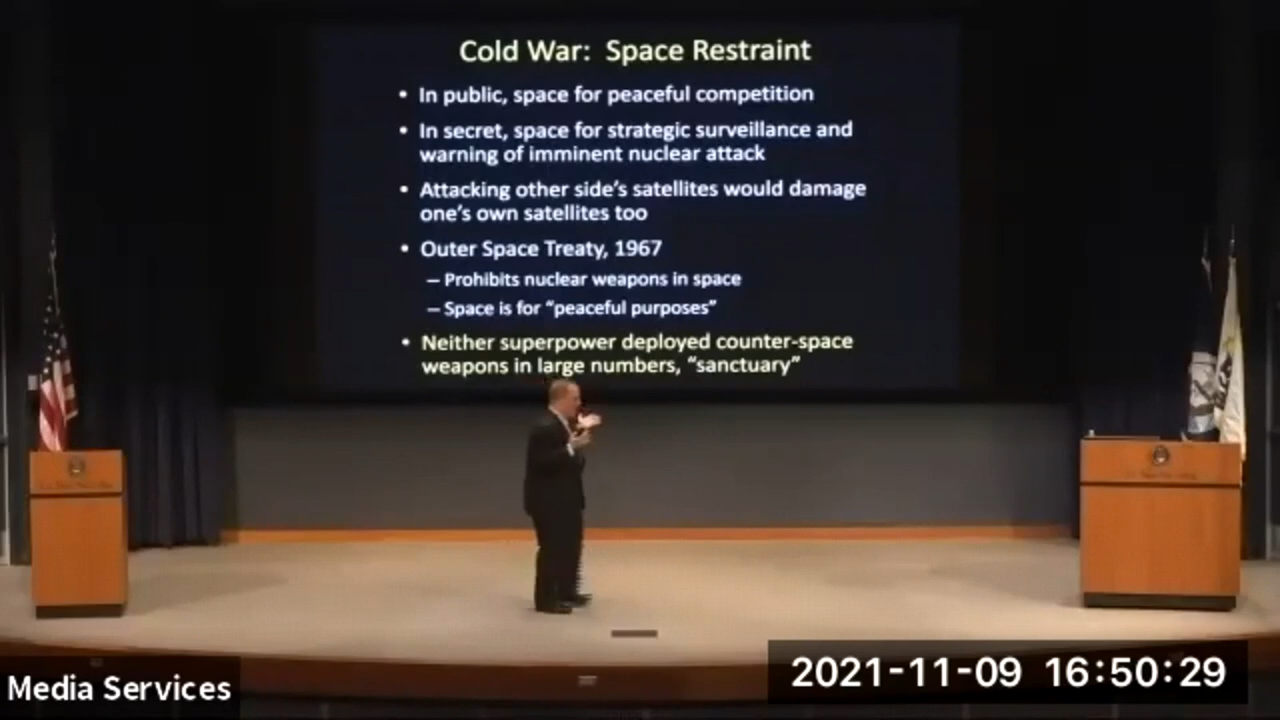 Cold War: Space Restraint
• In public, space for peaceful competition
• In secret, space for strategic surveillance and
warning of imminent nuclear attack
• Attacking other side's satellites would damage
one's own satellites too
• Outer Space Treaty, 1967
– Prohibits nuclear weapons in space
– Space is for “peaceful purposes”
• Neither superpower deployed counter-space
weapons in large numbers, “sanctuary”
Media Services
2021-11-09 16:50:29